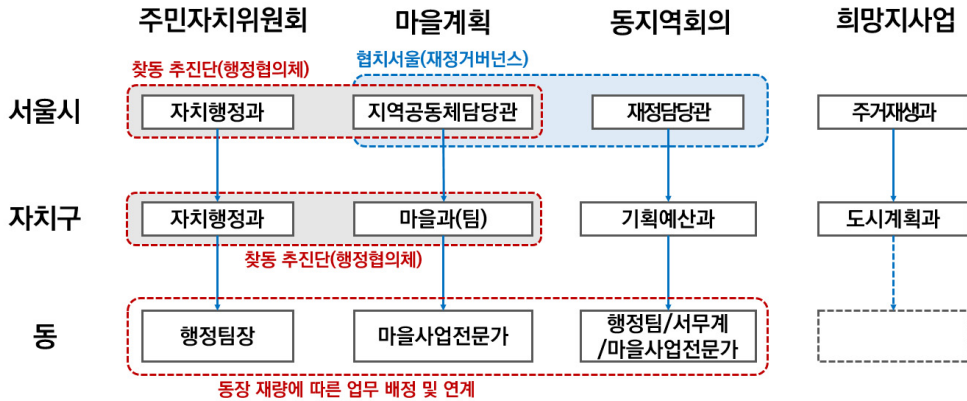 주민자치위원회 마을계획 동지역회의 희망지사업
협치서울(재정거버넌스)
찾동 추진단(행정협의체)
서울시 자치행정과 지역공동체담당관 재정담당관 주거재생과
자치구 자치행정과 마을과(팀) 기획예산과 도시계획과
찾동 추진단(행정협의체)
동 행정팀장 마을사업전문가 행정팀/서무계
/마을사업전문가
동장 재량에 따른 업무 배정 및 연계